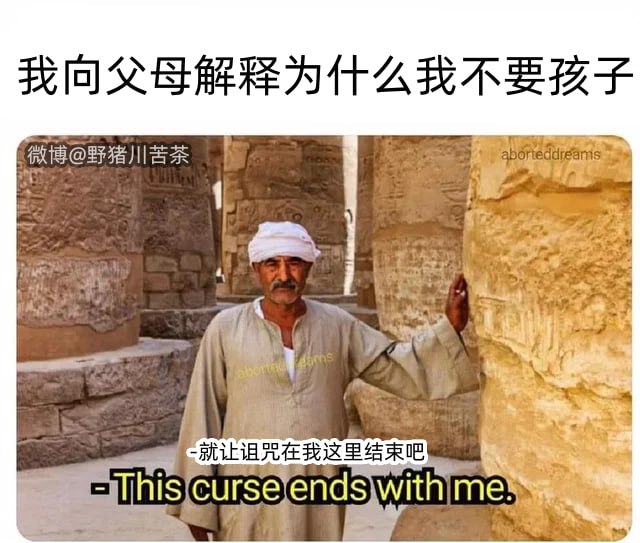 我向父母解释为什么我不要孩子
微博@野猪川苦茶
aborteddreams
aborteddreams
-就让诅咒在我这里结束吧
- This curse ends with me.